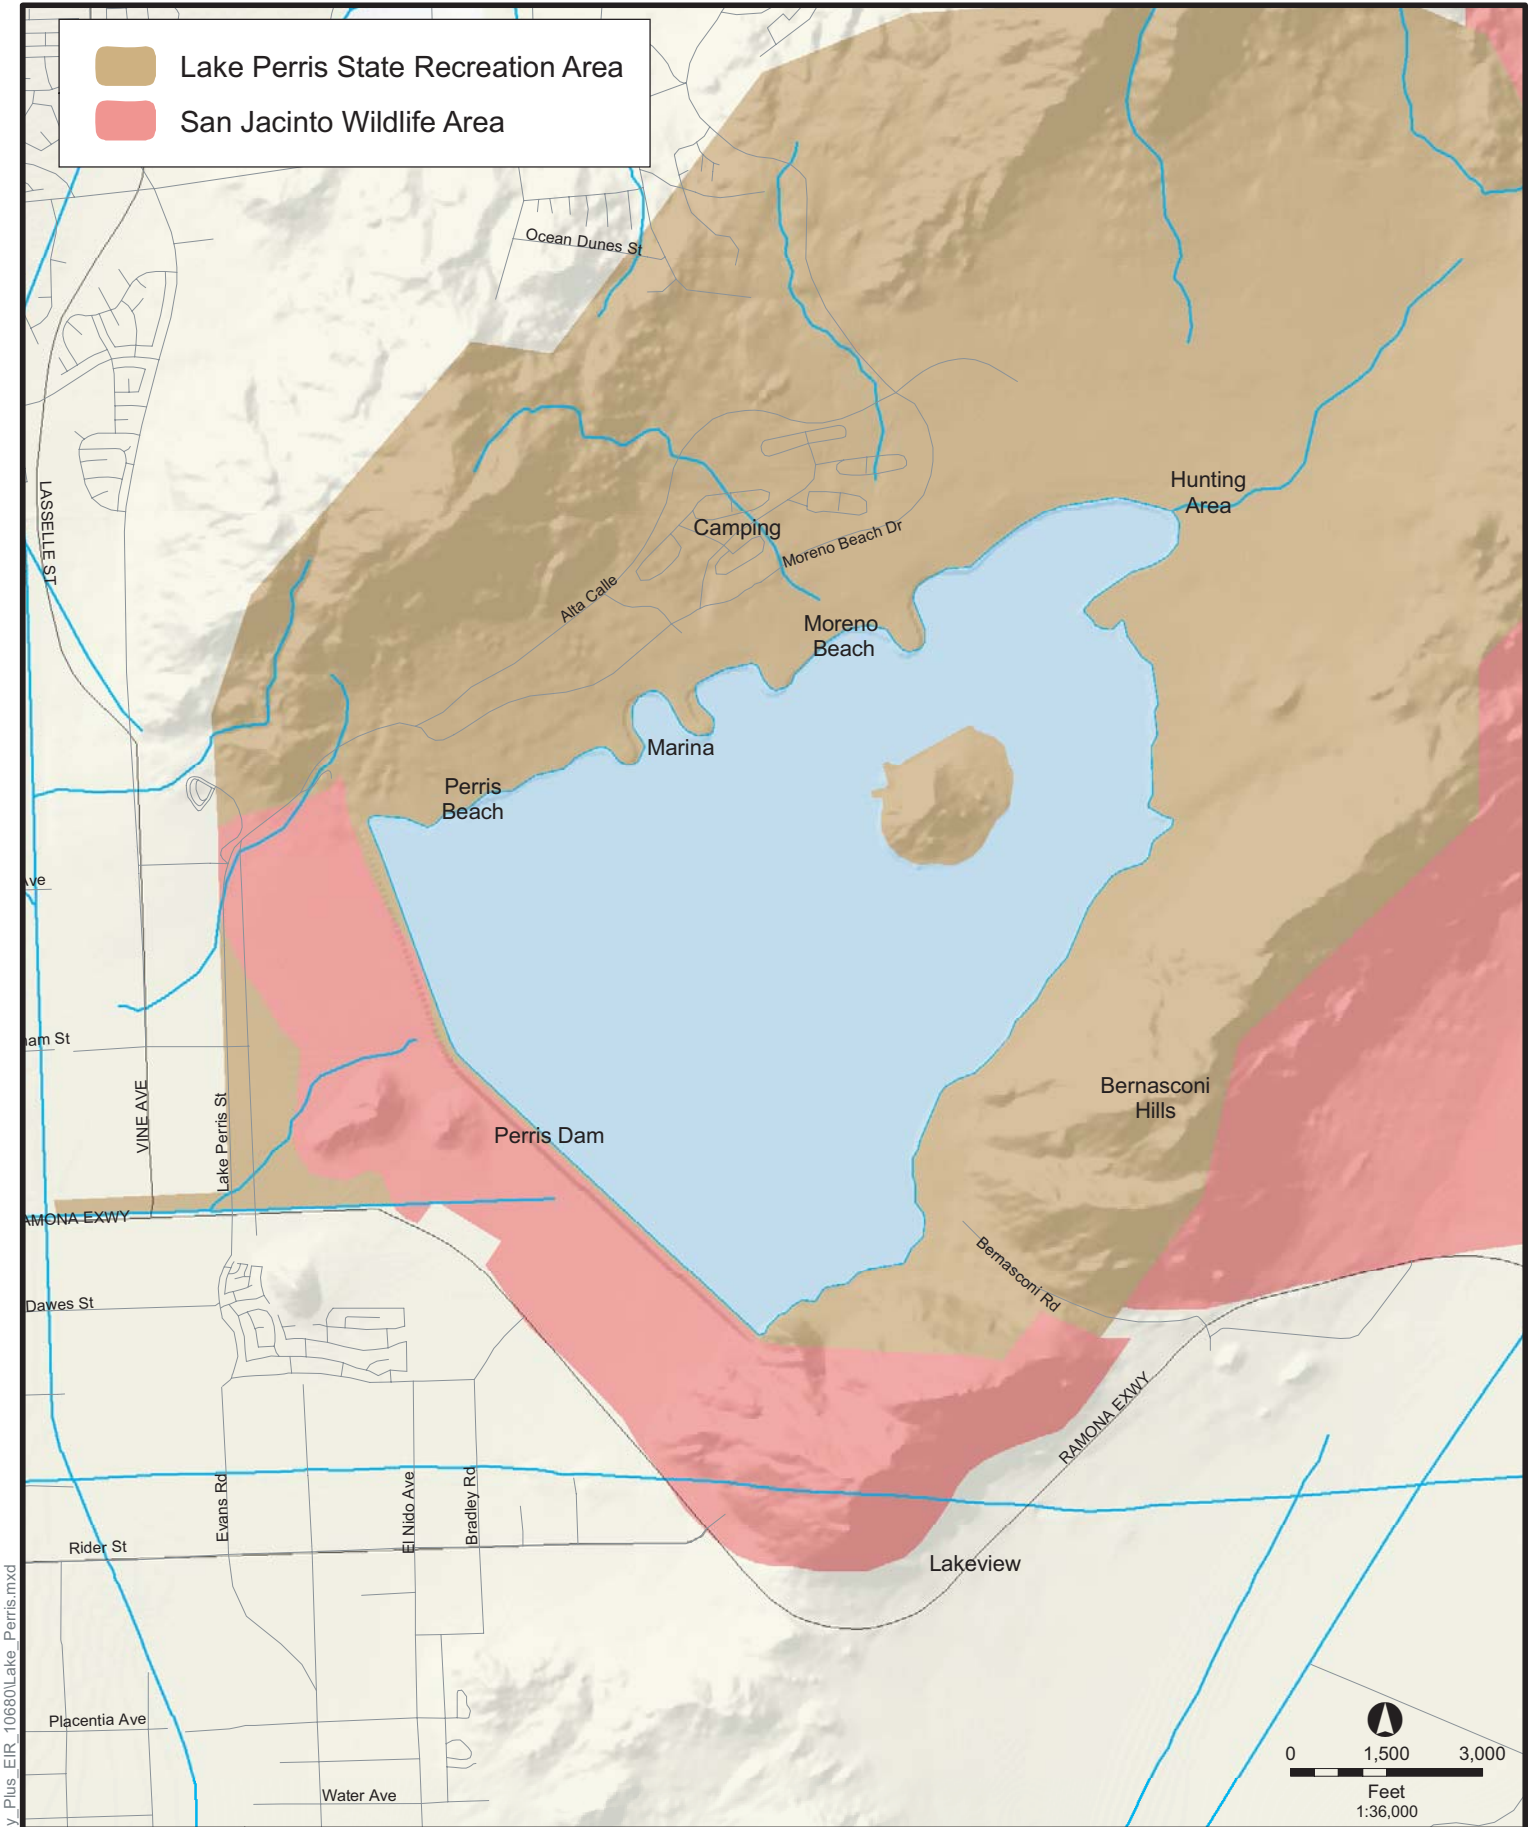 Lake Perris State Recreation Area
San Jacinto Wildlife Area
Ocean Dunes St
LASSELLE ST
Hunting
Area
Camping
Moreno Beach Dr
Alta Calle
Moreno
Beach
Marina
Perris
Beach
Ave
am St
VINE AVE
Lake Perris St
Bernasconi
Hills
Perris Dam
AMONA EXWY
Bernasconi Rd
Dawes St
RAMONA EXWY
Evans Rd
El Nido Ave
Bradley Rd
Rider St
Lakeview
y_Plus_EIR_10680\Lake_Perris.mxd
Placentia Ave
Water Ave
0 1,500 3,000
Feet
1:36,000